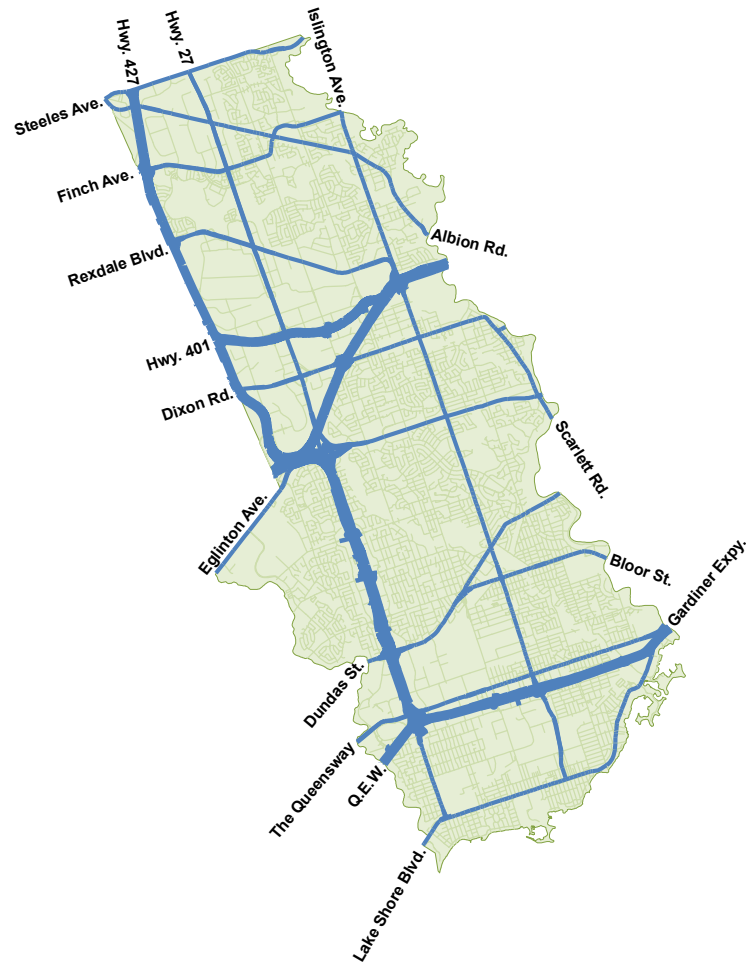 Hwy. 427
Hwy. 27
Islington Ave.
Steeles Ave.
Finch Ave.
Albion Rd.
Rexdale Blvd.
Hwy. 401
Dixon Rd.
Scarlett Rd.
Eglinton Ave.
Bloor St.
Gardiner Expy.
Dundas St.
The Queensway
Q.E.W.
Lake Shore Blvd.